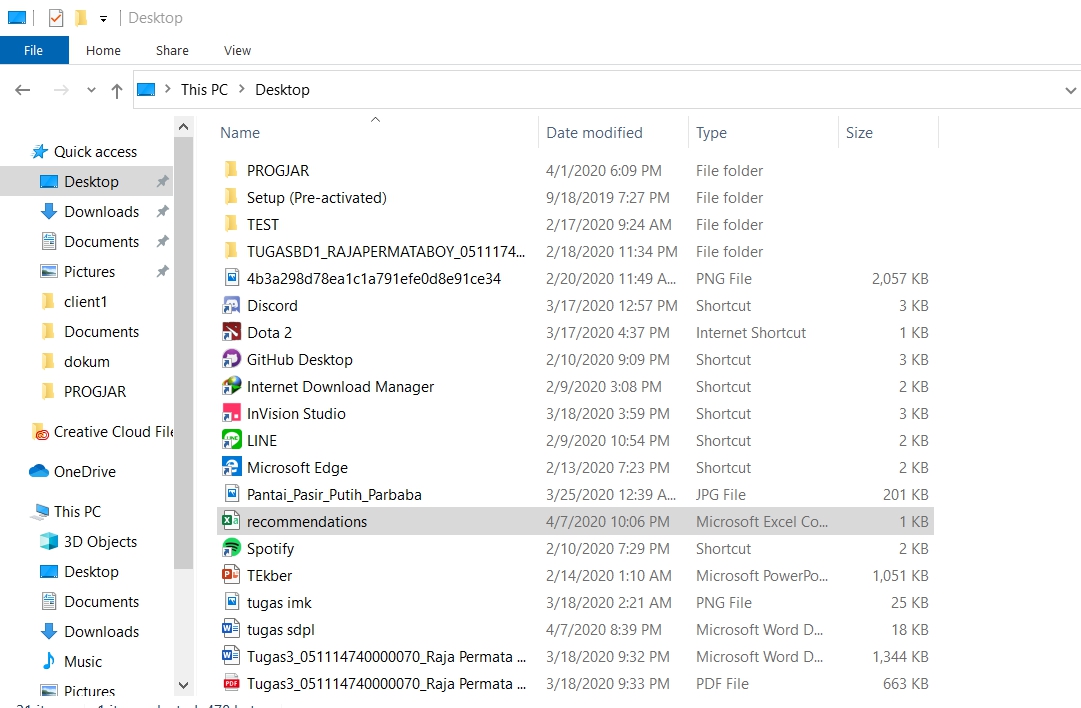 Desktop
File Home Share View
This PC Desktop
Name Date modified Type Size
Quick access
Desktop
Downloads
Documents
Pictures
client1
Documents
dokum
PROGJAR
Creative Cloud File
OneDrive
This PC
3D Objects
Desktop
Documents
Downloads
Music
Pictures
PROGJAR 4/1/2020 6:09 PM File folder
Setup (Pre-activated) 9/18/2019 7:27 PM File folder
TEST 2/17/2020 9:24 AM File folder
TUGASBD1_RAJAPERMATABOY_0511174... 2/18/2020 11:34 PM File folder
4b3a298d78ea1c1a791efe0d8e91ce34 2/20/2020 11:49 A... PNG File 2,057 KB
Discord 3/17/2020 12:57 PM Shortcut 3 KB
Dota 2 3/17/2020 4:37 PM Internet Shortcut 1 KB
GitHub Desktop 2/10/2020 9:09 PM Shortcut 3 KB
Internet Download Manager 2/9/2020 3:08 PM Shortcut 2 KB
InVision Studio 3/18/2020 3:59 PM Shortcut 3 KB
LINE 2/9/2020 10:54 PM Shortcut 2 KB
Microsoft Edge 2/13/2020 7:23 PM Shortcut 2 KB
Pantai_Pasir_Putih_Parbaba 3/25/2020 12:39 A... JPG File 201 KB
recommendations 4/7/2020 10:06 PM Microsoft Excel Co... 1 KB
Spotify 2/10/2020 7:29 PM Shortcut 2 KB
TEkber 2/14/2020 1:10 AM Microsoft PowerPo... 1,051 KB
tugas imk 3/18/2020 2:21 AM PNG File 25 KB
tugas sdpl 4/7/2020 8:39 PM Microsoft Word D... 18 KB
Tugas3_051114740000070_Raja Permata ... 3/18/2020 9:32 PM Microsoft Word D... 1,344 KB
Tugas3_051114740000070_Raja Permata ... 3/18/2020 9:33 PM PDF File 663 KB